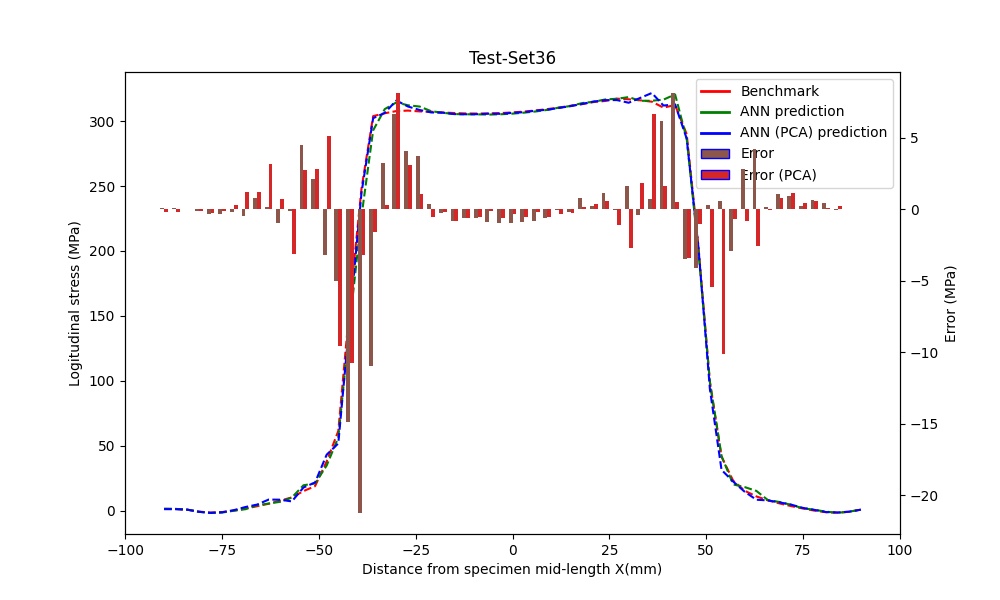 Test-Set36
Benchmark
ANN prediction
ANN (PCA) prediction
Error
Error (PCA)
Logitudinal stress (MPa)
300
250
200
150
100
50
0
5
0
−5
−10
−15
−20
Error (MPa)
−100 −75 −50 −25 0 25 50 75 100
Distance from specimen mid-length X(mm)